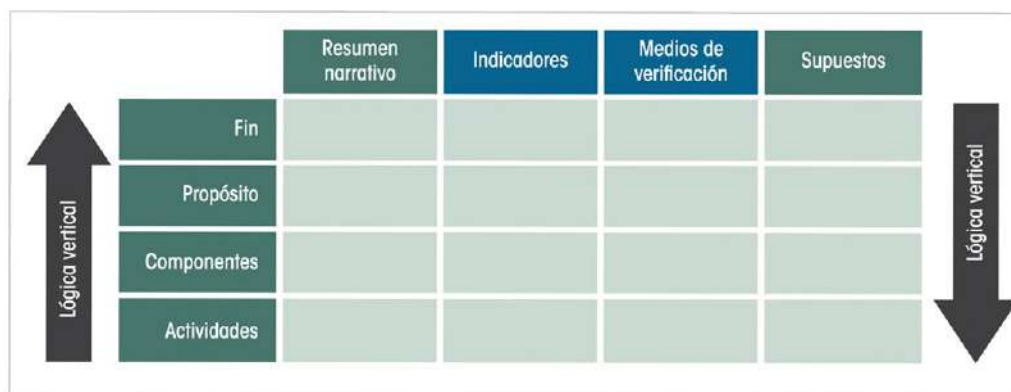 Resumen
narrativo
Indicadores
Medios de
verificación
Supuestos
Fin
Propósito
Componentes
Actividades
Lógica vertical
Lógica vertical